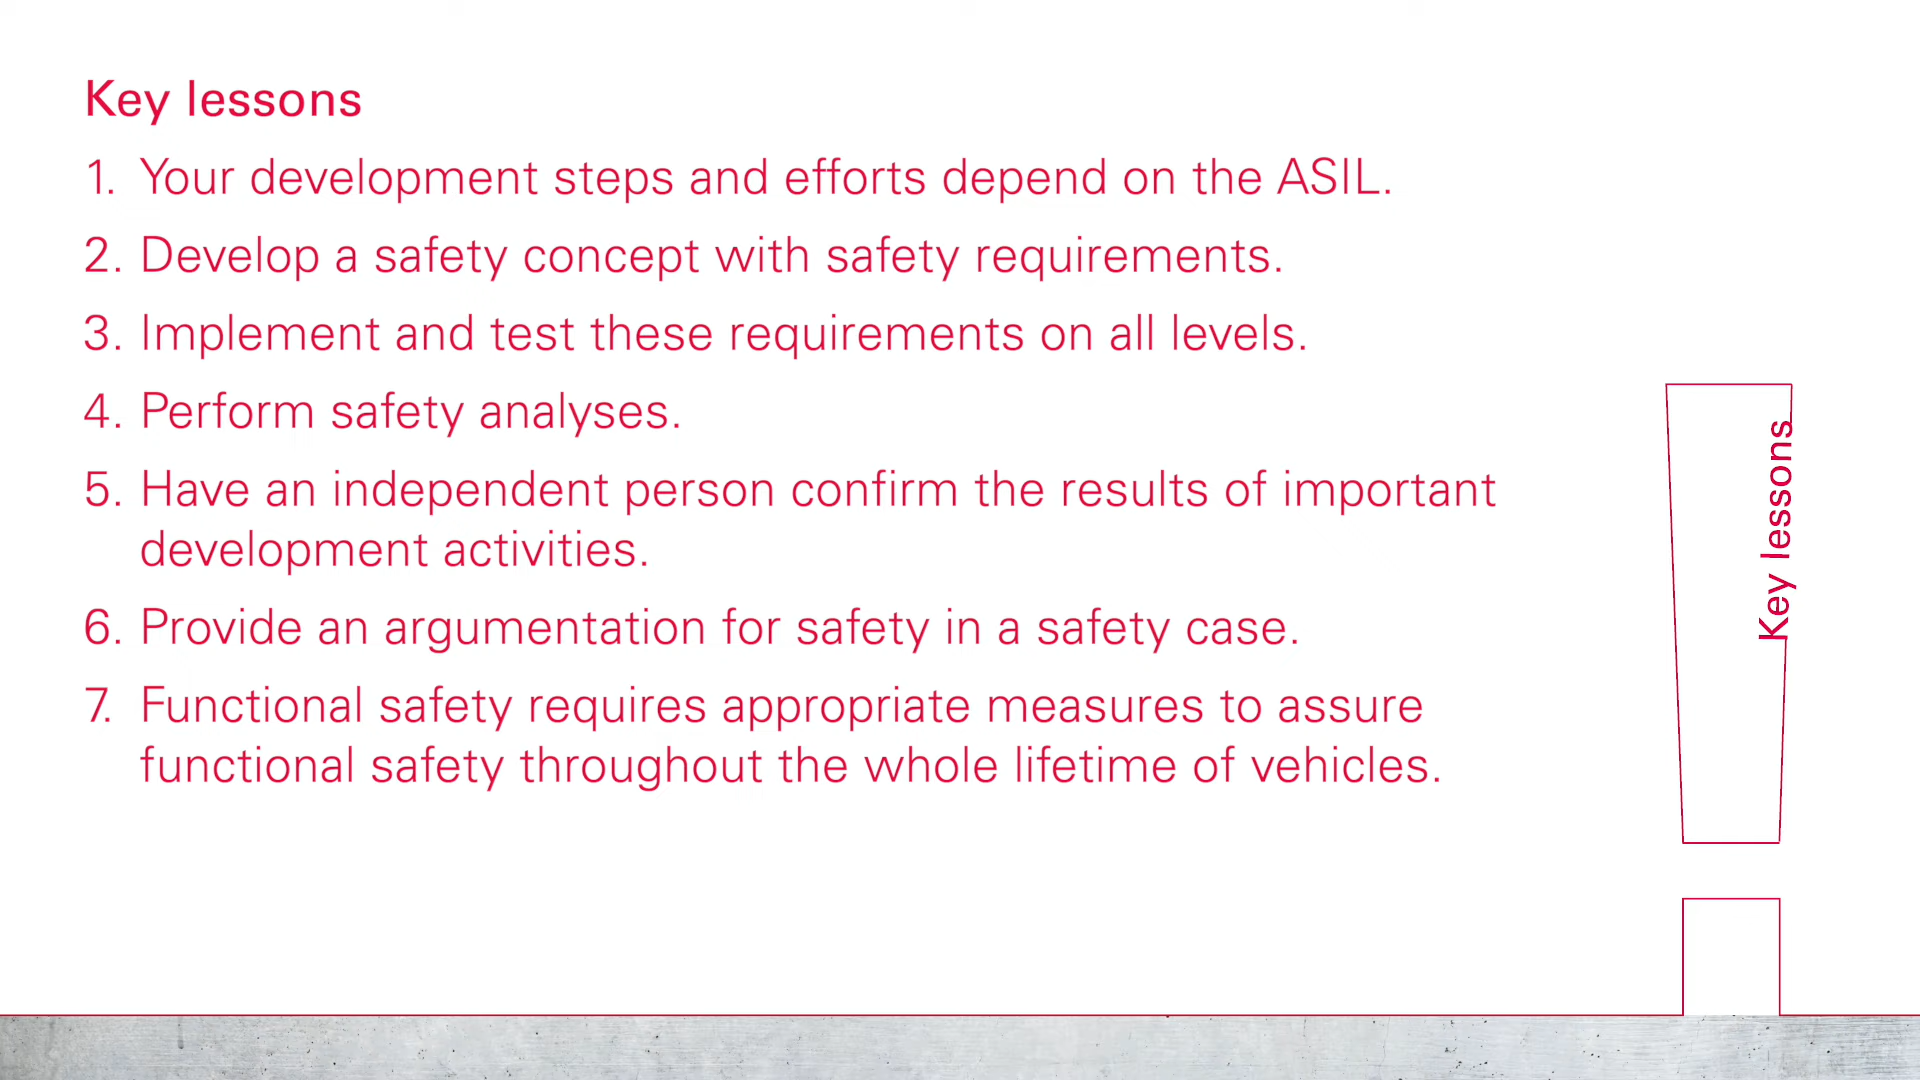 Key lessons
1. Your development steps and efforts depend on the ASIL.
2. Develop a safety concept with safety requirements.
3. Implement and test these requirements on all levels.
4. Perform safety analyses.
5. Have an independent person confirm the results of important
development activities.
6. Provide an argumentation for safety in a safety case.
7. Functional safety requires appropriate measures to assure
functional safety throughout the whole lifetime of vehicles.
Key lessons